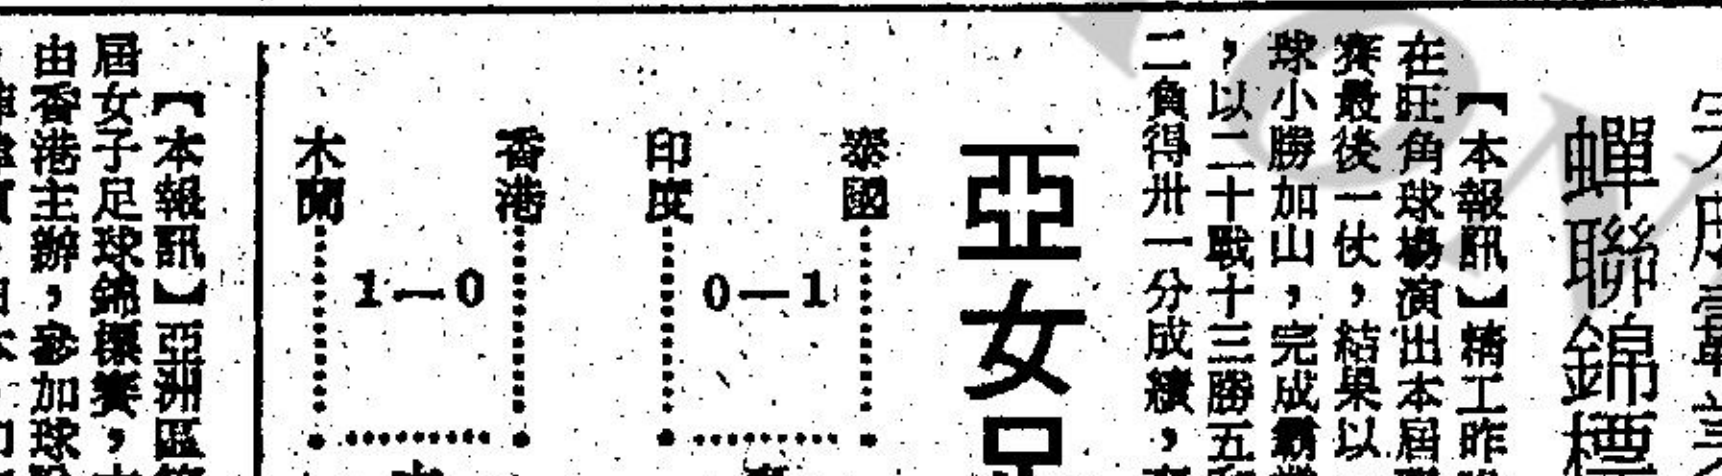 蟬聯錦標
【本報訊】精工昨
在旺角球場演出本屆
賽最後一仗，結果以
球小勝加山，完成霸
，以二十戰十三勝五
二負得卅一分成績，
亞女足
泰國
印度
0—1
香港
木蘭
1—0
【本報訊】亞洲區
屆女子足球錦標賽，
由香港主辦，參加球